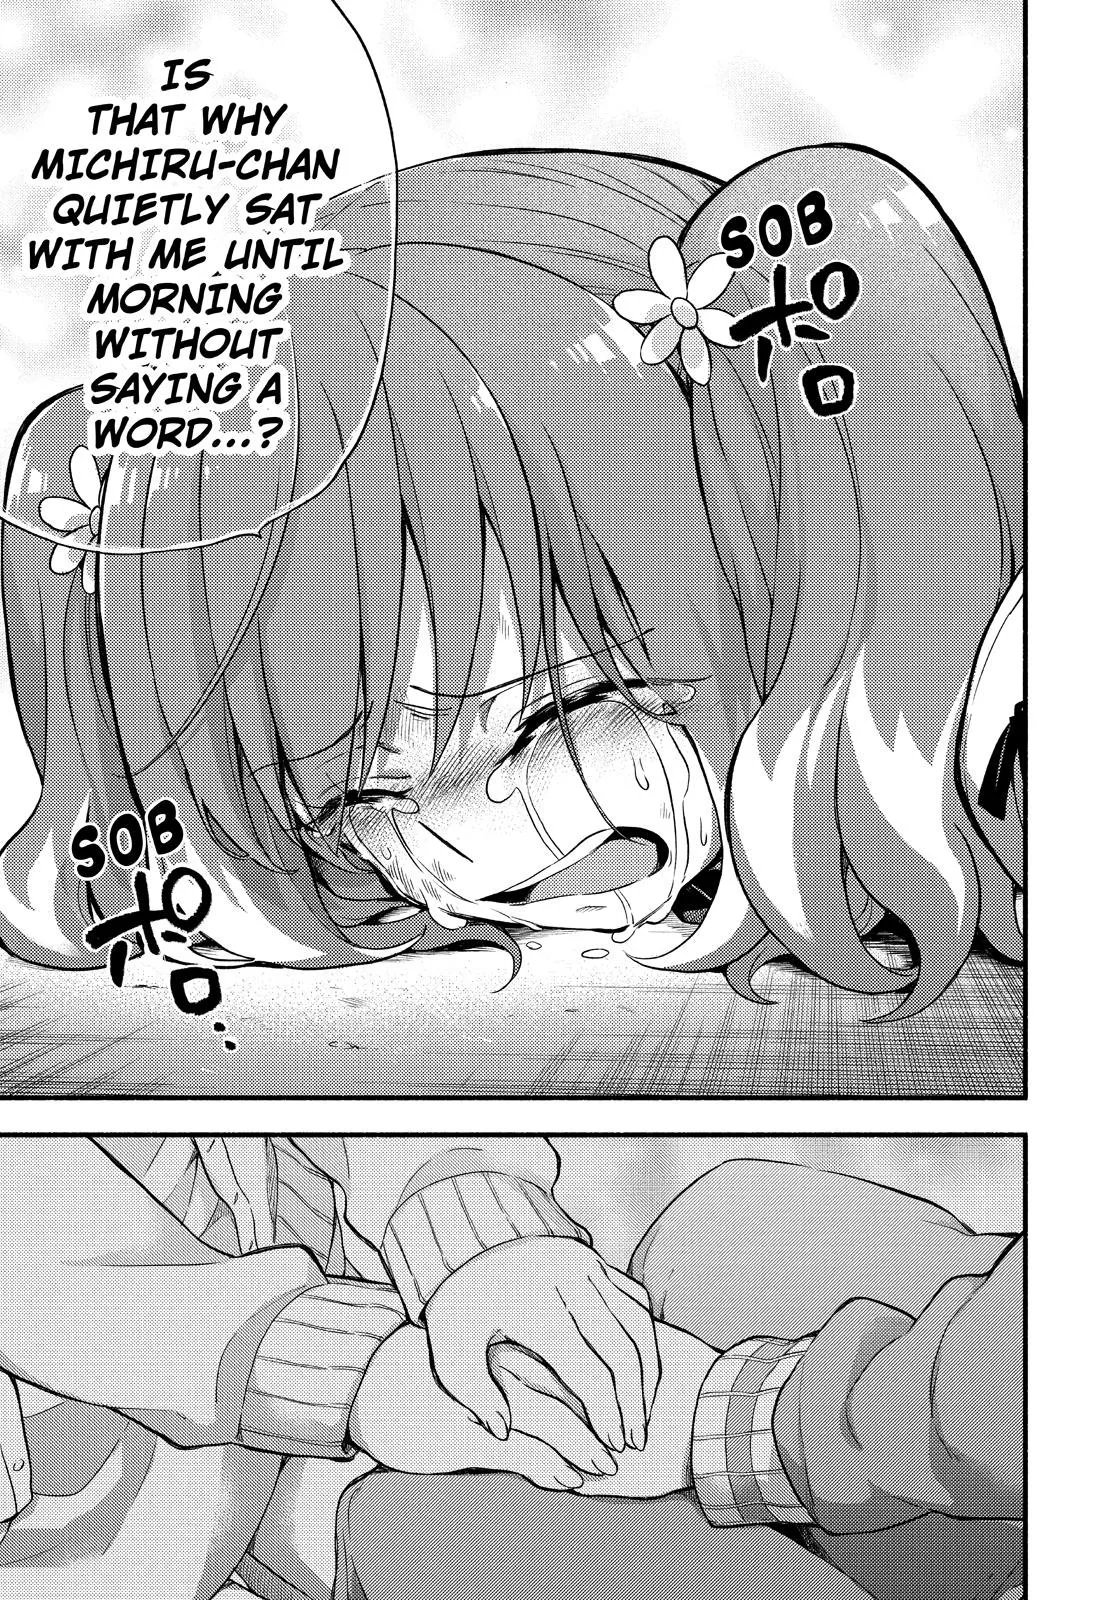 IS
THAT WHY
MICHIRU-CHAN
QUIETLY SAT
WITH ME UNTIL
MORNING
WITHOUT
SAYING A
WORD...?
SOB
ポロ
SOB
ポロ...